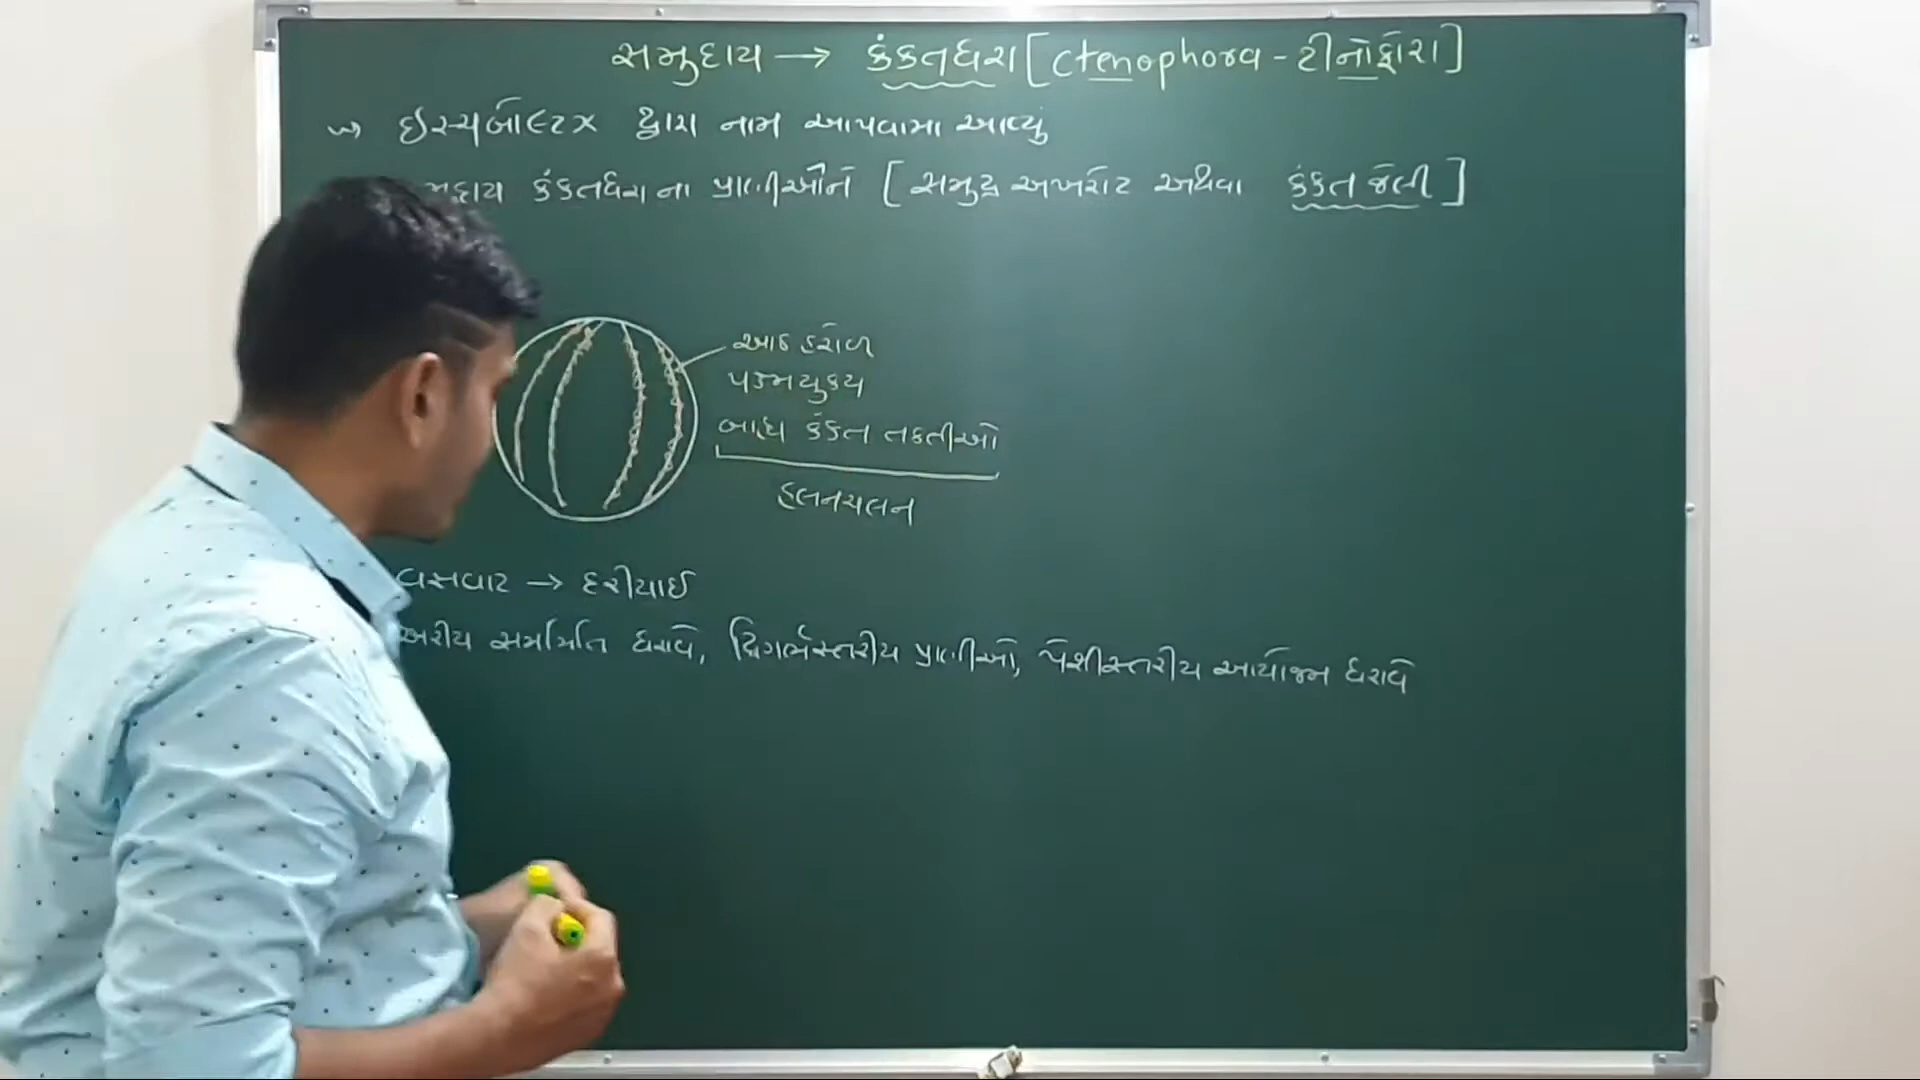 સમુદાય → કંકતધરા [ctenophora - ટીનોફોરા]
ઇસ્ચર્બોલ્ટઝ દ્વારા નામ આપવામા આવ્યું
કંકતધરા ના પ્રાણીઓને [સમુદ્ર અખરોટ અથવા કંકત જેલી]
આઠ હરોળ
પક્ષ્મયુક્ય
બાહ્ય કંકત તકતીઓ
હલનચલન
વસવાટ → દરીયાઈ
અરીય સમમિતિ ધરાવે, દ્વિગર્ભસ્તરીય પ્રાણીઓ, પેશીસ્તરીય આયોજન ધરાવે